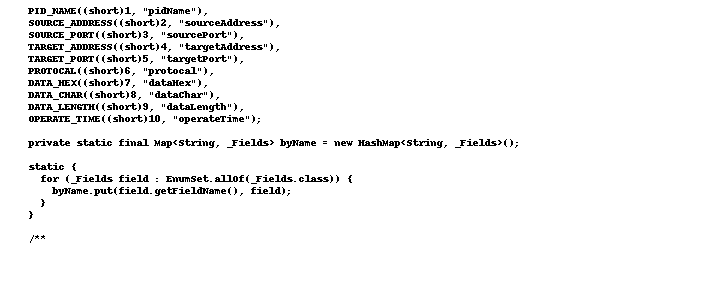 PID_NAME((short)1, "pidName"),
SOURCE_ADDRESS((short)2, "sourceAddress"),
SOURCE_PORT((short)3, "sourcePort"),
TARGET_ADDRESS((short)4, "targetAddress"),
TARGET_PORT((short)5, "targetPort"),
PROTOCAL((short)6, "protocal"),
DATA_HEX((short)7, "dataHex"),
DATA_CHAR((short)8, "dataChar"),
DATA_LENGTH((short)9, "dataLength"),
OPERATE_TIME((short)10, "operateTime");
private static final Map<String, _Fields> byName = new HashMap<String, _Fields>();
static {
for (_Fields field : EnumSet.allOf(_Fields.class)) {
byName.put(field.getFieldName(), field);
}
}
/**